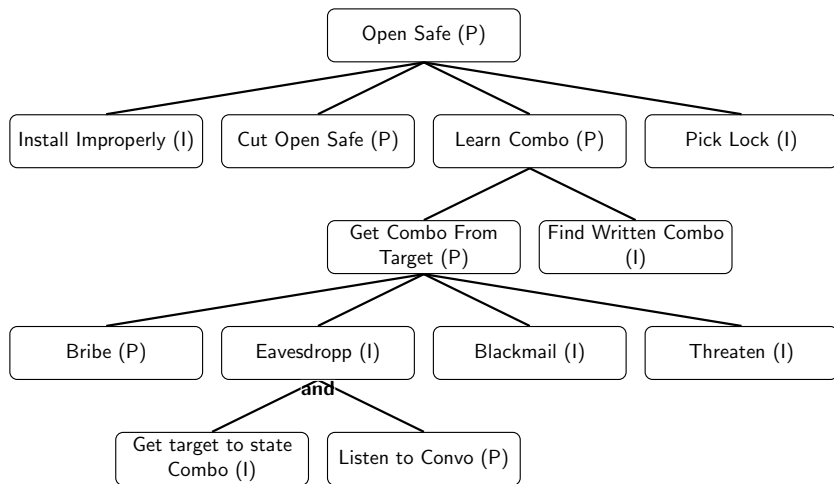 Open Safe (P)
Install Improperly (I)
Cut Open Safe (P)
Learn Combo (P)
Pick Lock (I)
Get Combo From
Target (P)
Find Written Combo
(I)
Bribe (P)
Eavesdropp (I)
Blackmail (I)
Threaten (I)
and
Get target to state
Combo (I)
Listen to Convo (P)